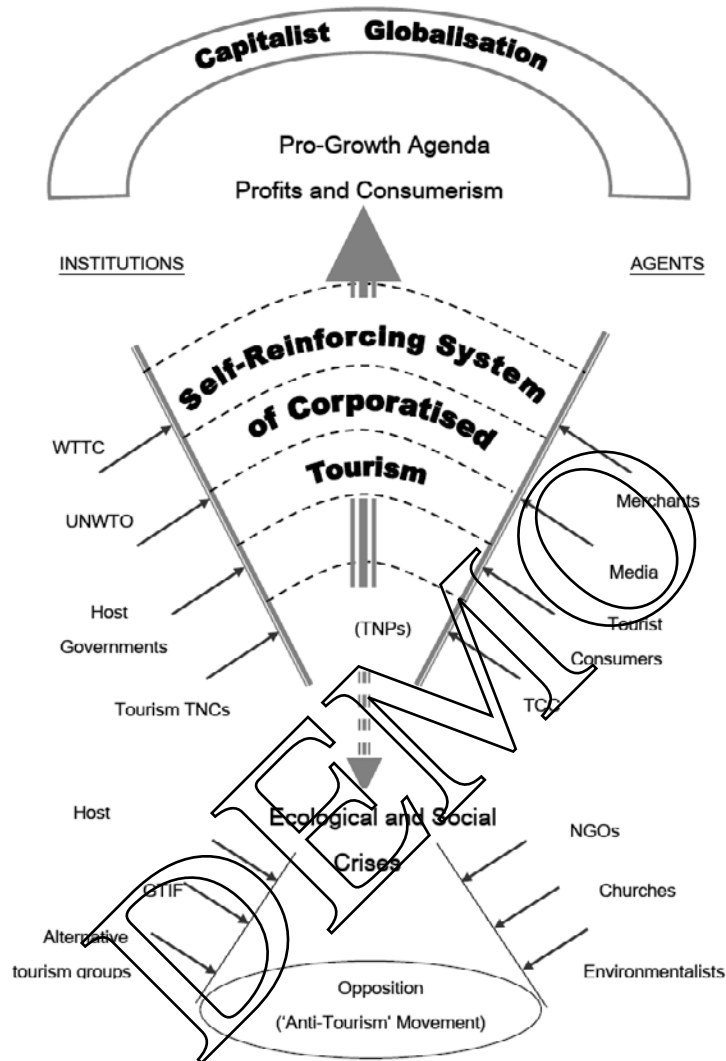 Capitalist Globalisation
Pro-Growth Agenda
Profits and Consumerism
INSTITUTIONS
AGENTS
Self-Reinforcing System
of Corporatised
Tourism
WTTC
UNWTO
Host
Governments
Tourism TNCs
Merchants
Media
Tourist
Consumers
TCC
(TNPs)
Ecological and Social
Crises
Host
GTIF
Alternative
tourism groups
NGOs
Churches
Environmentalists
Opposition
('Anti-Tourism' Movement)
DEMO